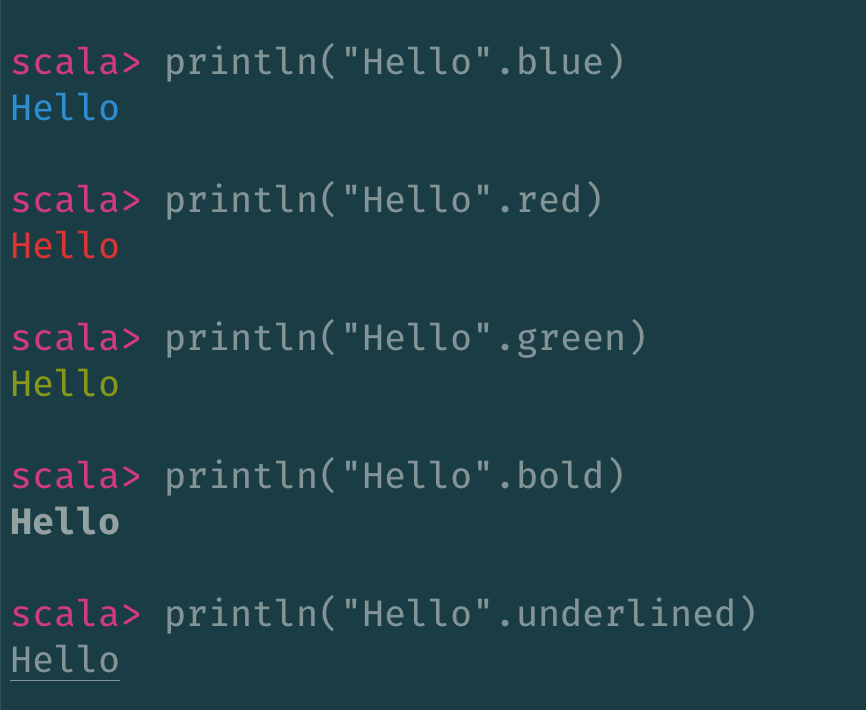 scala> println("Hello".blue)
Hello
scala> println("Hello".red)
Hello
scala> println("Hello".green)
Hello
scala> println("Hello".bold)
Hello
scala> println("Hello".underlined)
Hello